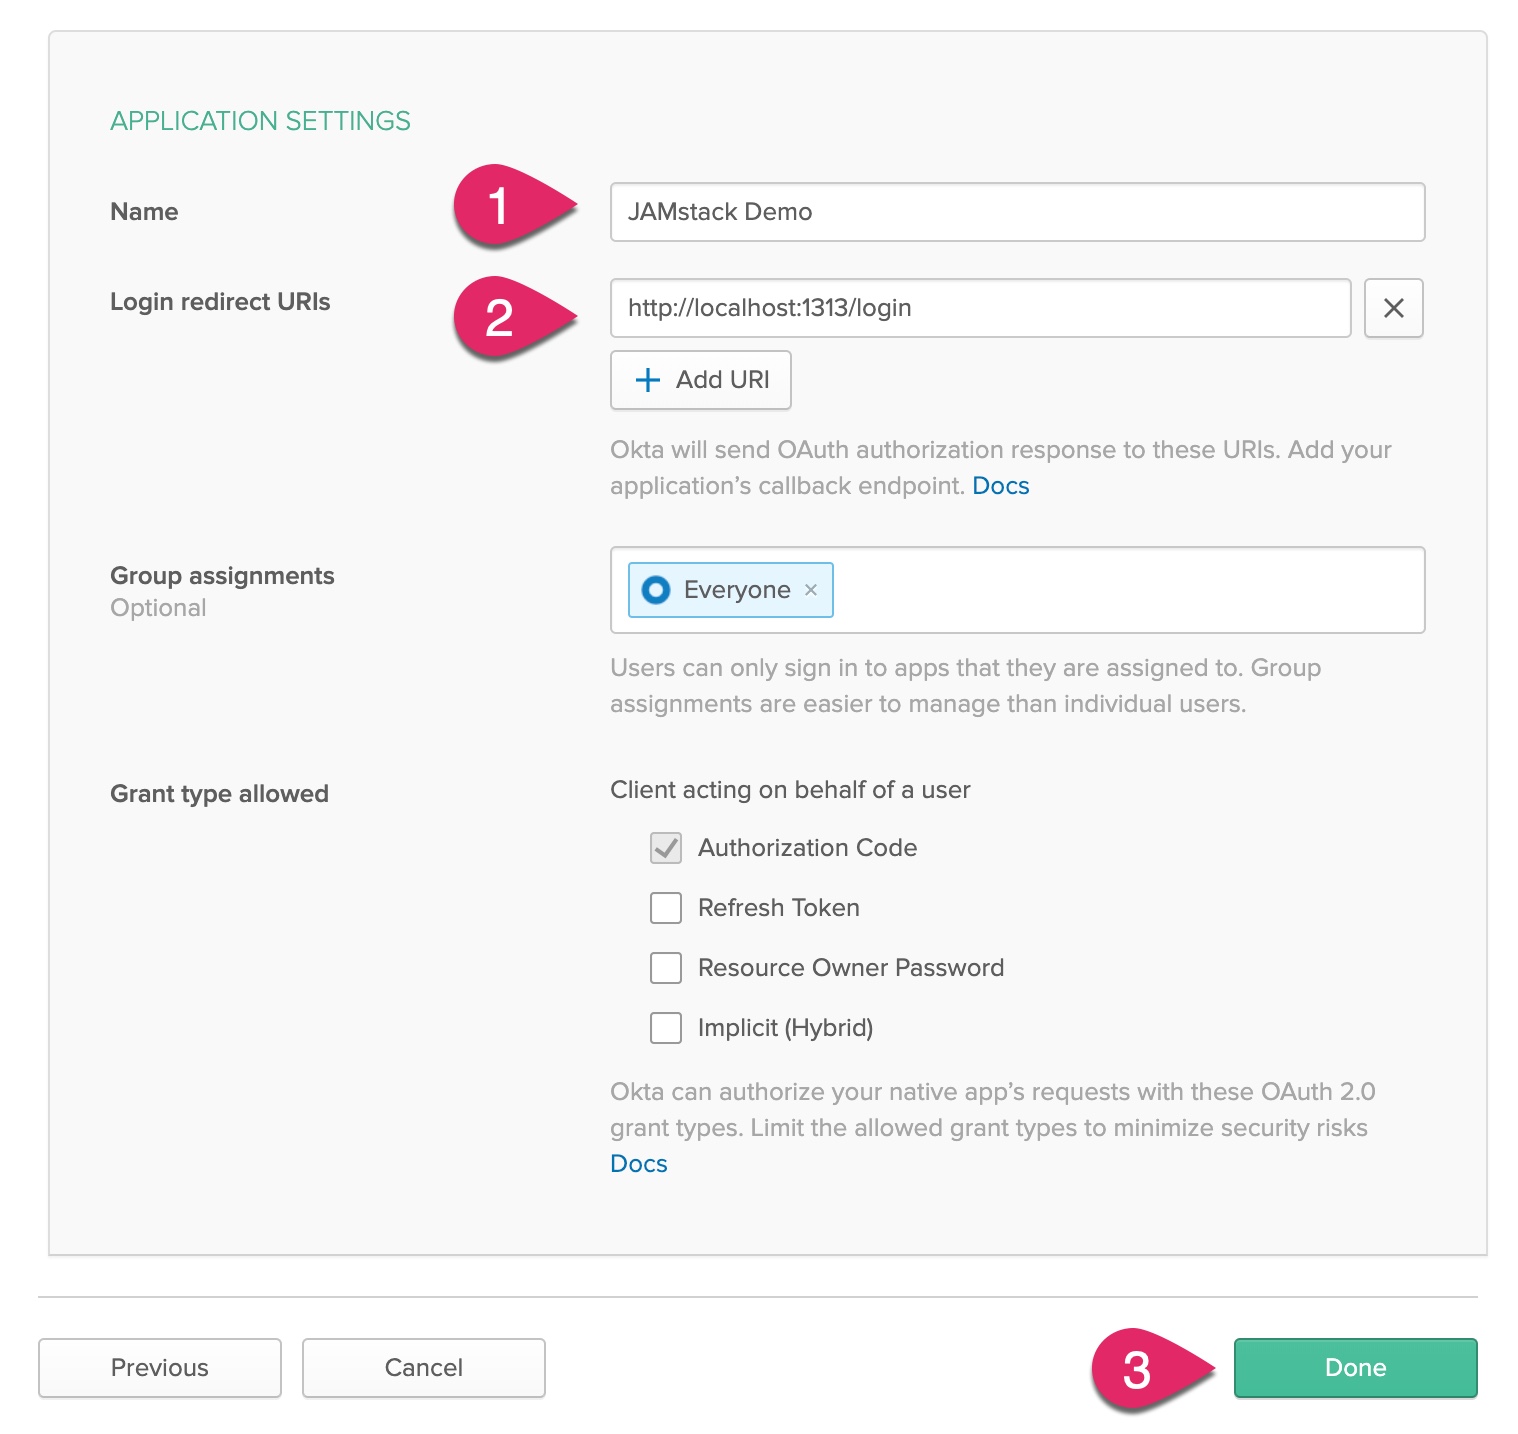 APPLICATION SETTINGS
Name
1
JAMstack Demo
Login redirect URIs
2
http://localhost:1313/login
Add URI
Okta will send OAuth authorization response to these URIs. Add your
application’s callback endpoint. Docs
Group assignments
Optional
Everyone
Users can only sign in to apps that they are assigned to. Group
assignments are easier to manage than individual users.
Grant type allowed
Client acting on behalf of a user
Authorization Code
Refresh Token
Resource Owner Password
Implicit (Hybrid)
Okta can authorize your native app’s requests with these OAuth 2.0
grant types. Limit the allowed grant types to minimize security risks
Docs
Previous
Cancel
3
Done